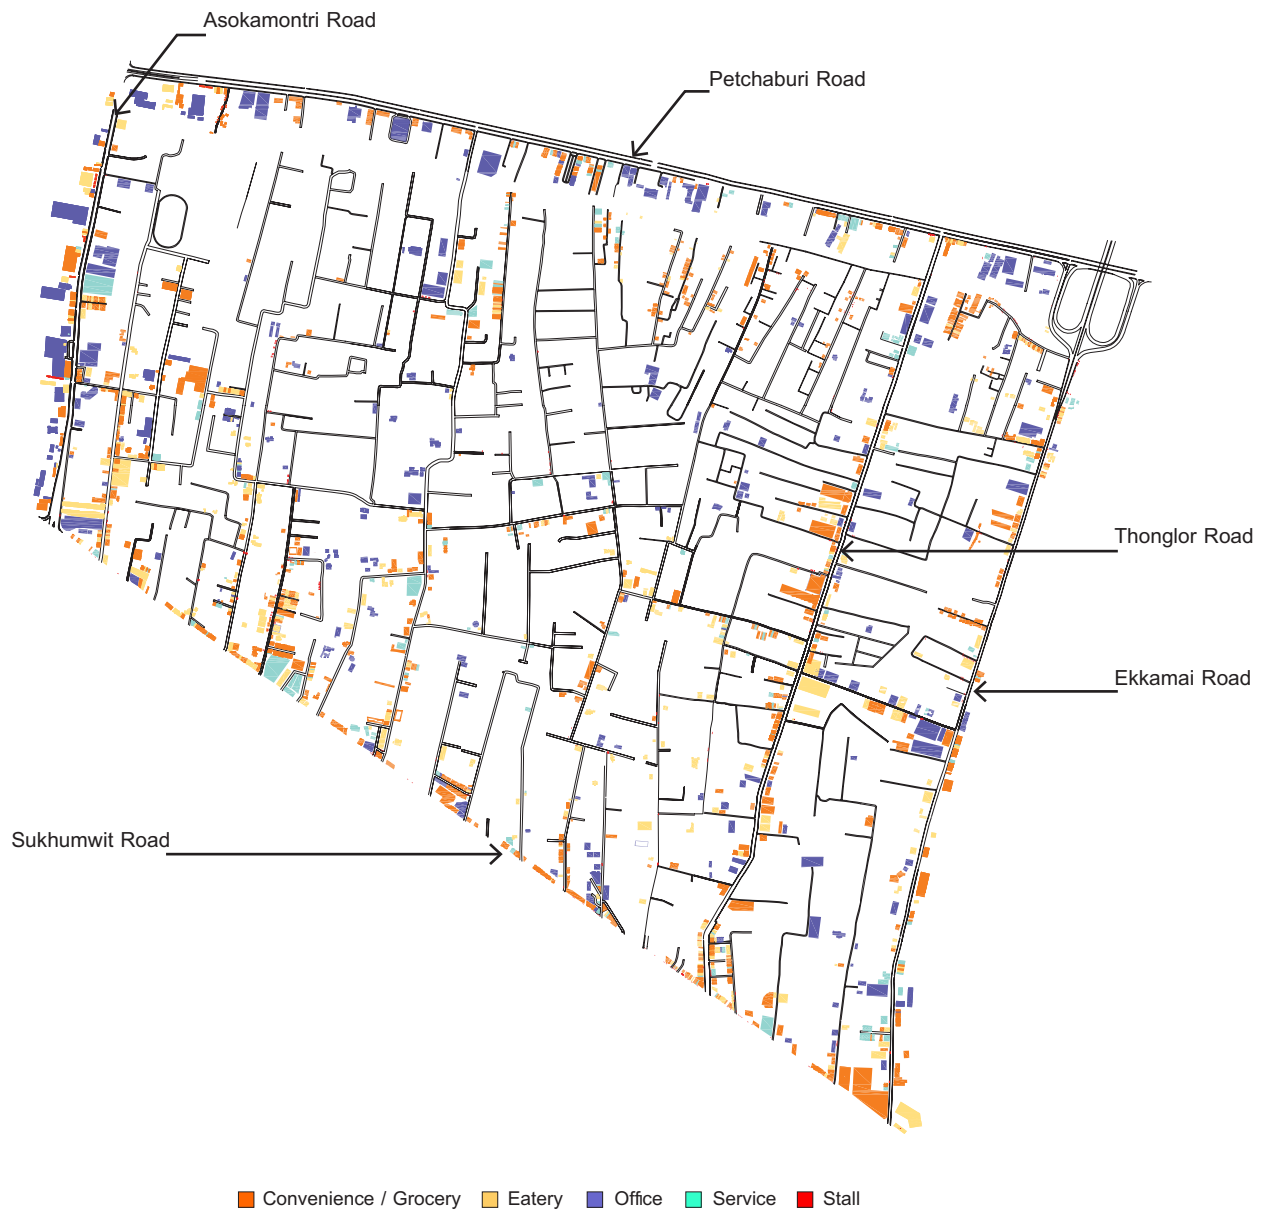 Asokamontri Road
Petchaburi Road
Thonglor Road
Ekkamai Road
Sukhumwit Road
Convenience / Grocery Eatery Office Service Stall